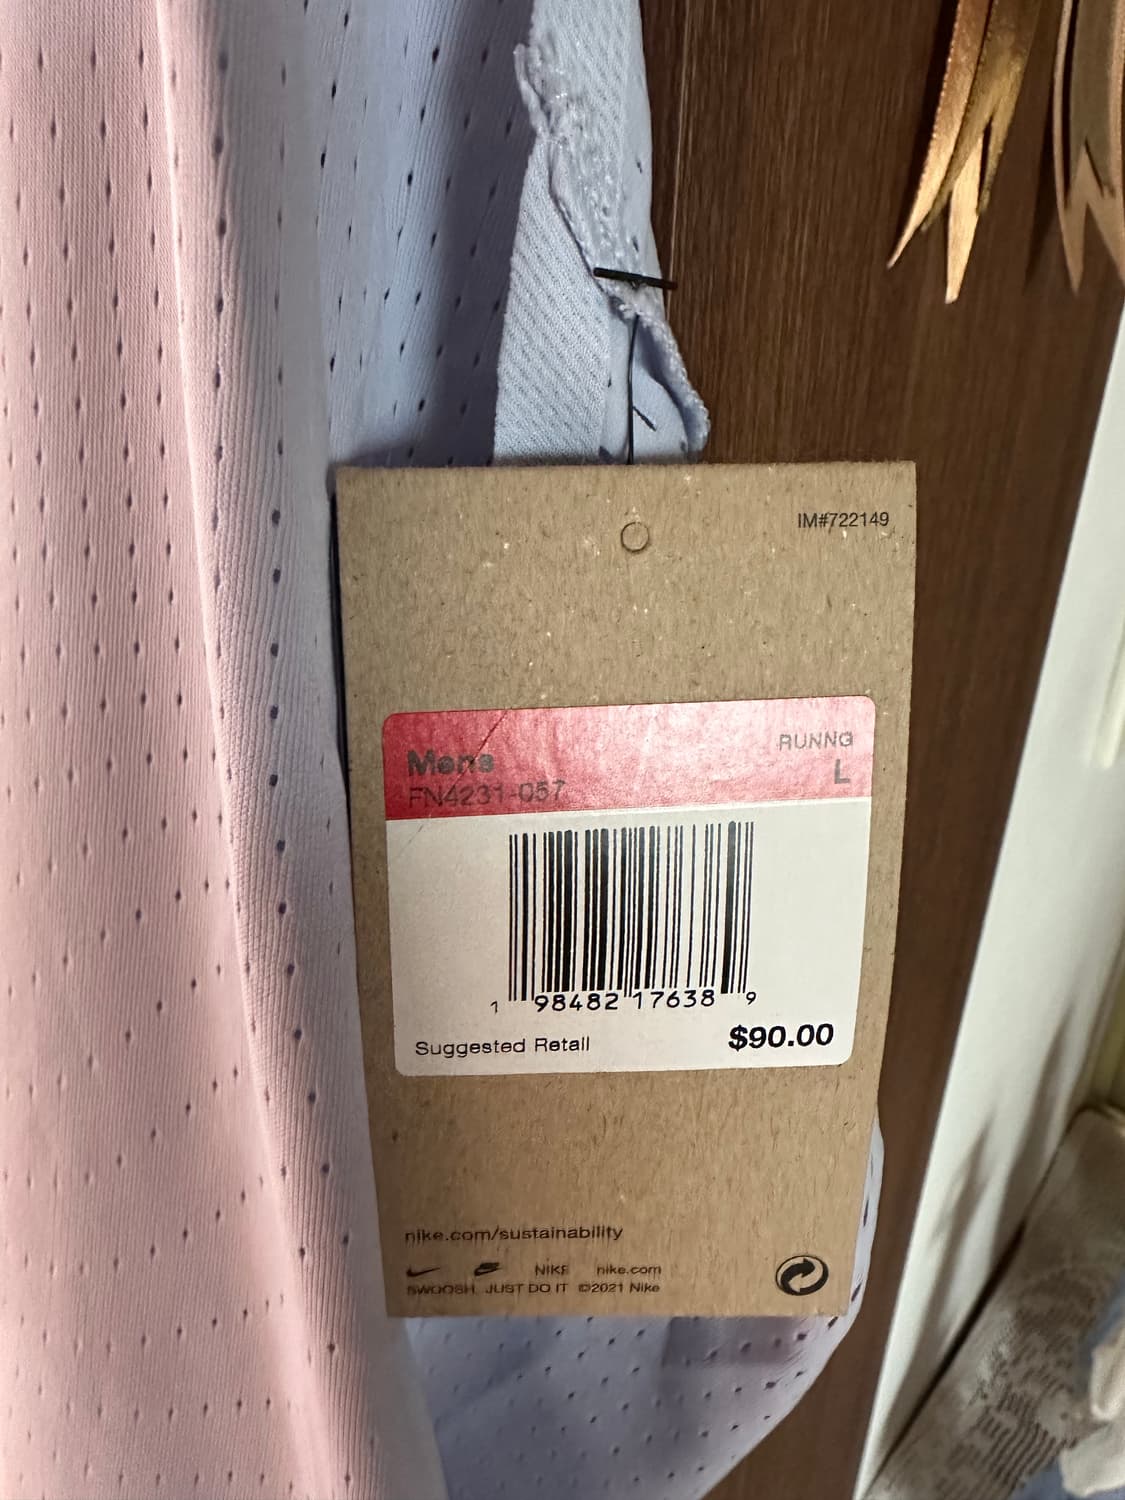 IM#722149
Mens
RUNNG
FN4231-057
L
1 98482 17638 9
Suggested Retail
$90.00
nike.com/sustainability
NIKE nike.com
SWOOSH JUST DO IT ©2021 Nike